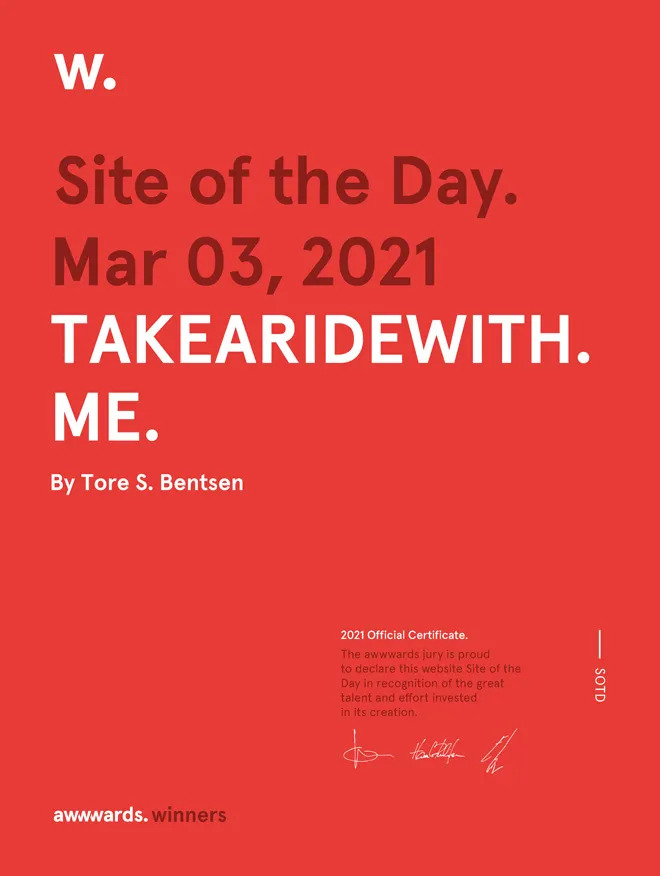 w.
Site of the Day.
Mar 03, 2021
TAKEARIDEWITH.
ME.
By Tore S. Bentsen
2021 Official Certificate.
The awwwards jury is proud
to declare this website Site of the
Day in recognition of the great
talent and effort invested
in its creation.
SOTD
awwwards. winners